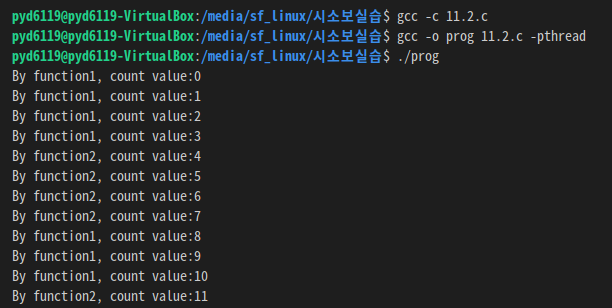 pyd6119@pyd6119-VirtualBox:/media/sf_linux/시소보실습$ gcc -c 11.2.c
pyd6119@pyd6119-VirtualBox:/media/sf_linux/시소보실습$ gcc -o prog 11.2.c -pthread
pyd6119@pyd6119-VirtualBox:/media/sf_linux/시소보실습$ ./prog
By function1, count value:0
By function1, count value:1
By function1, count value:2
By function1, count value:3
By function2, count value:4
By function2, count value:5
By function2, count value:6
By function2, count value:7
By function1, count value:8
By function1, count value:9
By function1, count value:10
By function2, count value:11